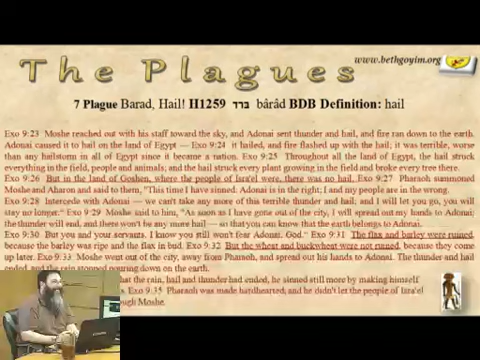 www.bethgoyim.org
The Plagues
7 Plague Barad, Hail! H1259 ברד bârâd BDB Definition: hail
Exo 9:23 Moshe reached out with his staff toward the sky, and Adonai sent thunder and hail, and fire ran down to the earth.
Adonai caused it to hail on the land of Egypt — Exo 9:24 it hailed, and fire flashed up with the hail; it was terrible, worse
than any hailstorm in all of Egypt since it became a nation. Exo 9:25 Throughout all the land of Egypt, the hail struck
everything in the field, people and animals; and the hail struck every plant growing in the field and broke every tree there.
Exo 9:26 But in the land of Goshen, where the people of Isra'el were, there was no hail. Exo 9:27 Pharaoh summoned
Moshe and Aharon and said to them, "This time I have sinned: Adonai is in the right; I and my people are in the wrong.
Exo 9:28 Intercede with Adonai — we can't take any more of this terrible thunder and hail; and I will let you go, you will
stay no longer." Exo 9:29 Moshe said to him, "As soon as I have gone out of the city, I will spread out my hands to Adonai;
the thunder will end, and there won't be any more hail — so that you can know that the earth belongs to Adonai.
Exo 9:30 But you and your servants, I know you still won't fear Adonai, God." Exo 9:31 The flax and barley were ruined,
because the barley was ripe and the flax in bud. Exo 9:32 But the wheat and buckwheat were not ruined, because they come
up later. Exo 9:33 Moshe went out of the city, away from Pharaoh, and spread out his hands to Adonai. The thunder and hail
ended, and the rain stopped pouring down on the earth.
that the rain, hail and thunder had ended, he sinned still more by making himself
Exo 9:35 Pharaoh was made hardhearted, and he didn't let the people of Isra'el
through Moshe.